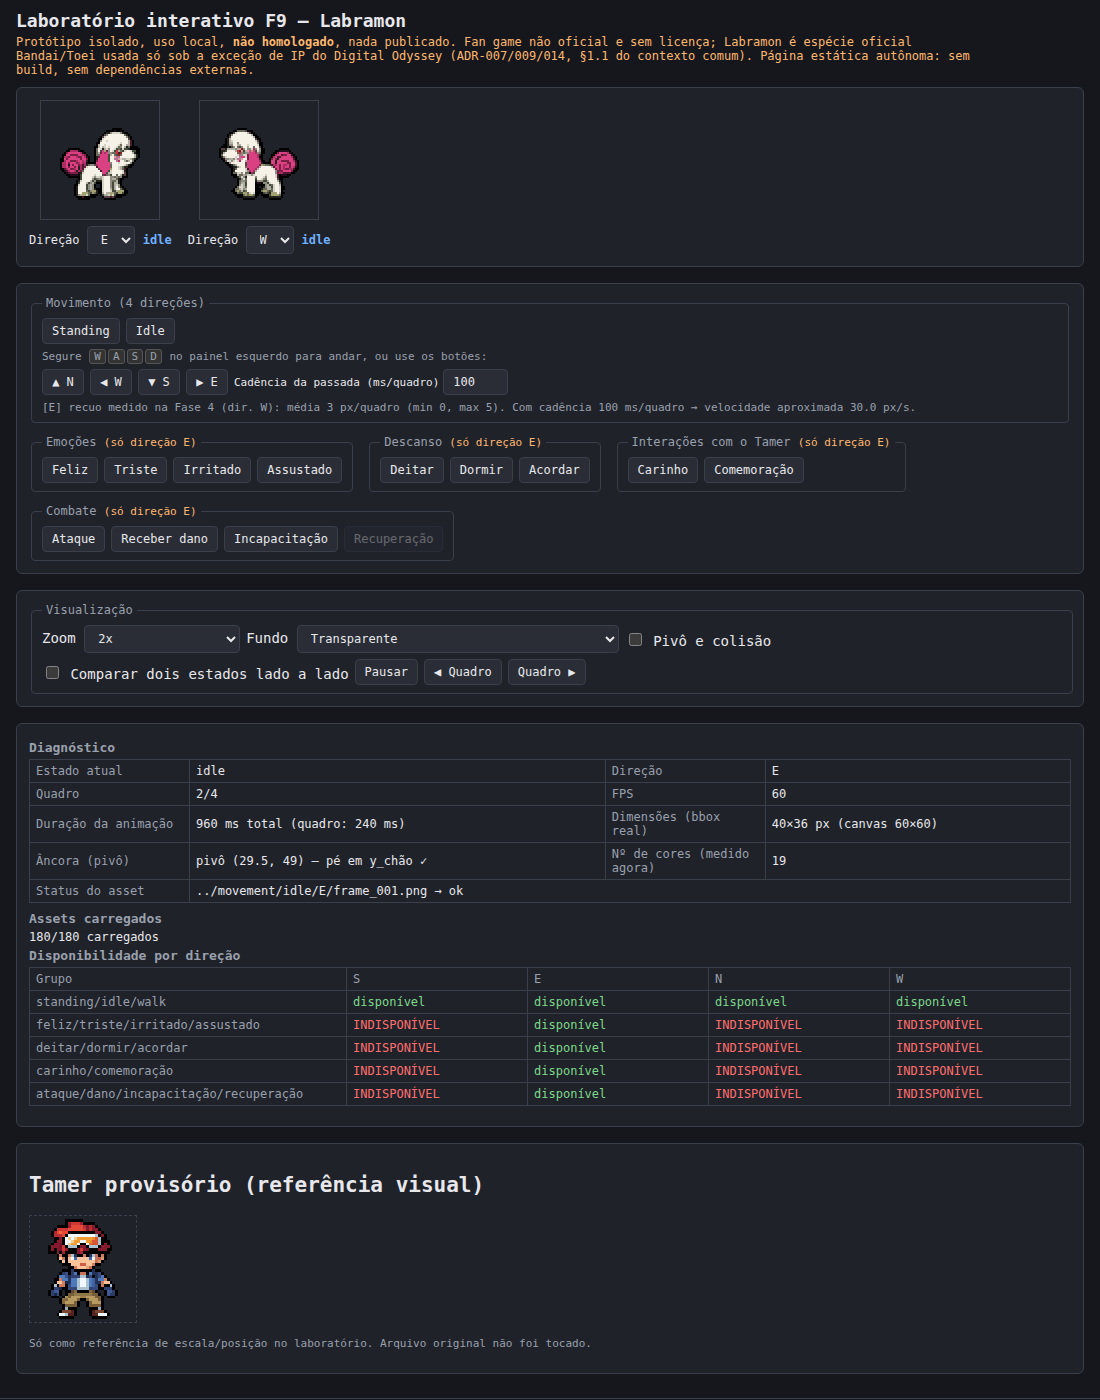 Laboratório interativo F9 — Labramon
Protótipo isolado, uso local, não homologado, nada publicado. Fan game não oficial e sem licença; Labramon é espécie oficial
Bandai/Toei usada só sob a exceção de IP do Digital Odyssey (ADR-007/009/014, §1.1 do contexto comum). Página estática autônoma: sem
build, sem dependências externas.
Direção E idle Direção W idle
Movimento (4 direções)
Standing Idle
Segure W A S D no painel esquerdo para andar, ou use os botões:
▲ N ◀ W ▼ S ▶ E Cadência da passada (ms/quadro) 100
[E] recuo medido na Fase 4 (dir. W): média 3 px/quadro (min 0, max 5). Com cadência 100 ms/quadro → velocidade aproximada 30.0 px/s.
Emoções (só direção E)
Feliz Triste Irritado Assustado
Descanso (só direção E)
Deitar Dormir Acordar
Interações com o Tamer (só direção E)
Carinho Comemoração
Combate (só direção E)
Ataque Receber dano Incapacitação Recuperação
Visualização
Zoom 2x Fundo Transparente Pivô e colisão
Comparar dois estados lado a lado Pausar ◀ Quadro Quadro ▶
Diagnóstico
Estado atual idle Direção E
Quadro 2/4 FPS 60
Duração da animação 960 ms total (quadro: 240 ms) Dimensões (bbox real) 40×36 px (canvas 60×60)
Âncora (pivô) pivô (29.5, 49) — pé em y_chão ✓ Nº de cores (medido agora) 19
Status do asset ../movement/idle/E/frame_001.png → ok
Assets carregados
180/180 carregados
Disponibilidade por direção
Grupo S E N W
standing/idle/walk disponível disponível disponível disponível
feliz/triste/irritado/assustado INDISPONÍVEL disponível INDISPONÍVEL INDISPONÍVEL
deitar/dormir/acordar INDISPONÍVEL disponível INDISPONÍVEL INDISPONÍVEL
carinho/comemoração INDISPONÍVEL disponível INDISPONÍVEL INDISPONÍVEL
ataque/dano/incapacitação/recuperação INDISPONÍVEL disponível INDISPONÍVEL INDISPONÍVEL
Tamer provisório (referência visual)
Só como referência de escala/posição no laboratório. Arquivo original não foi tocado.